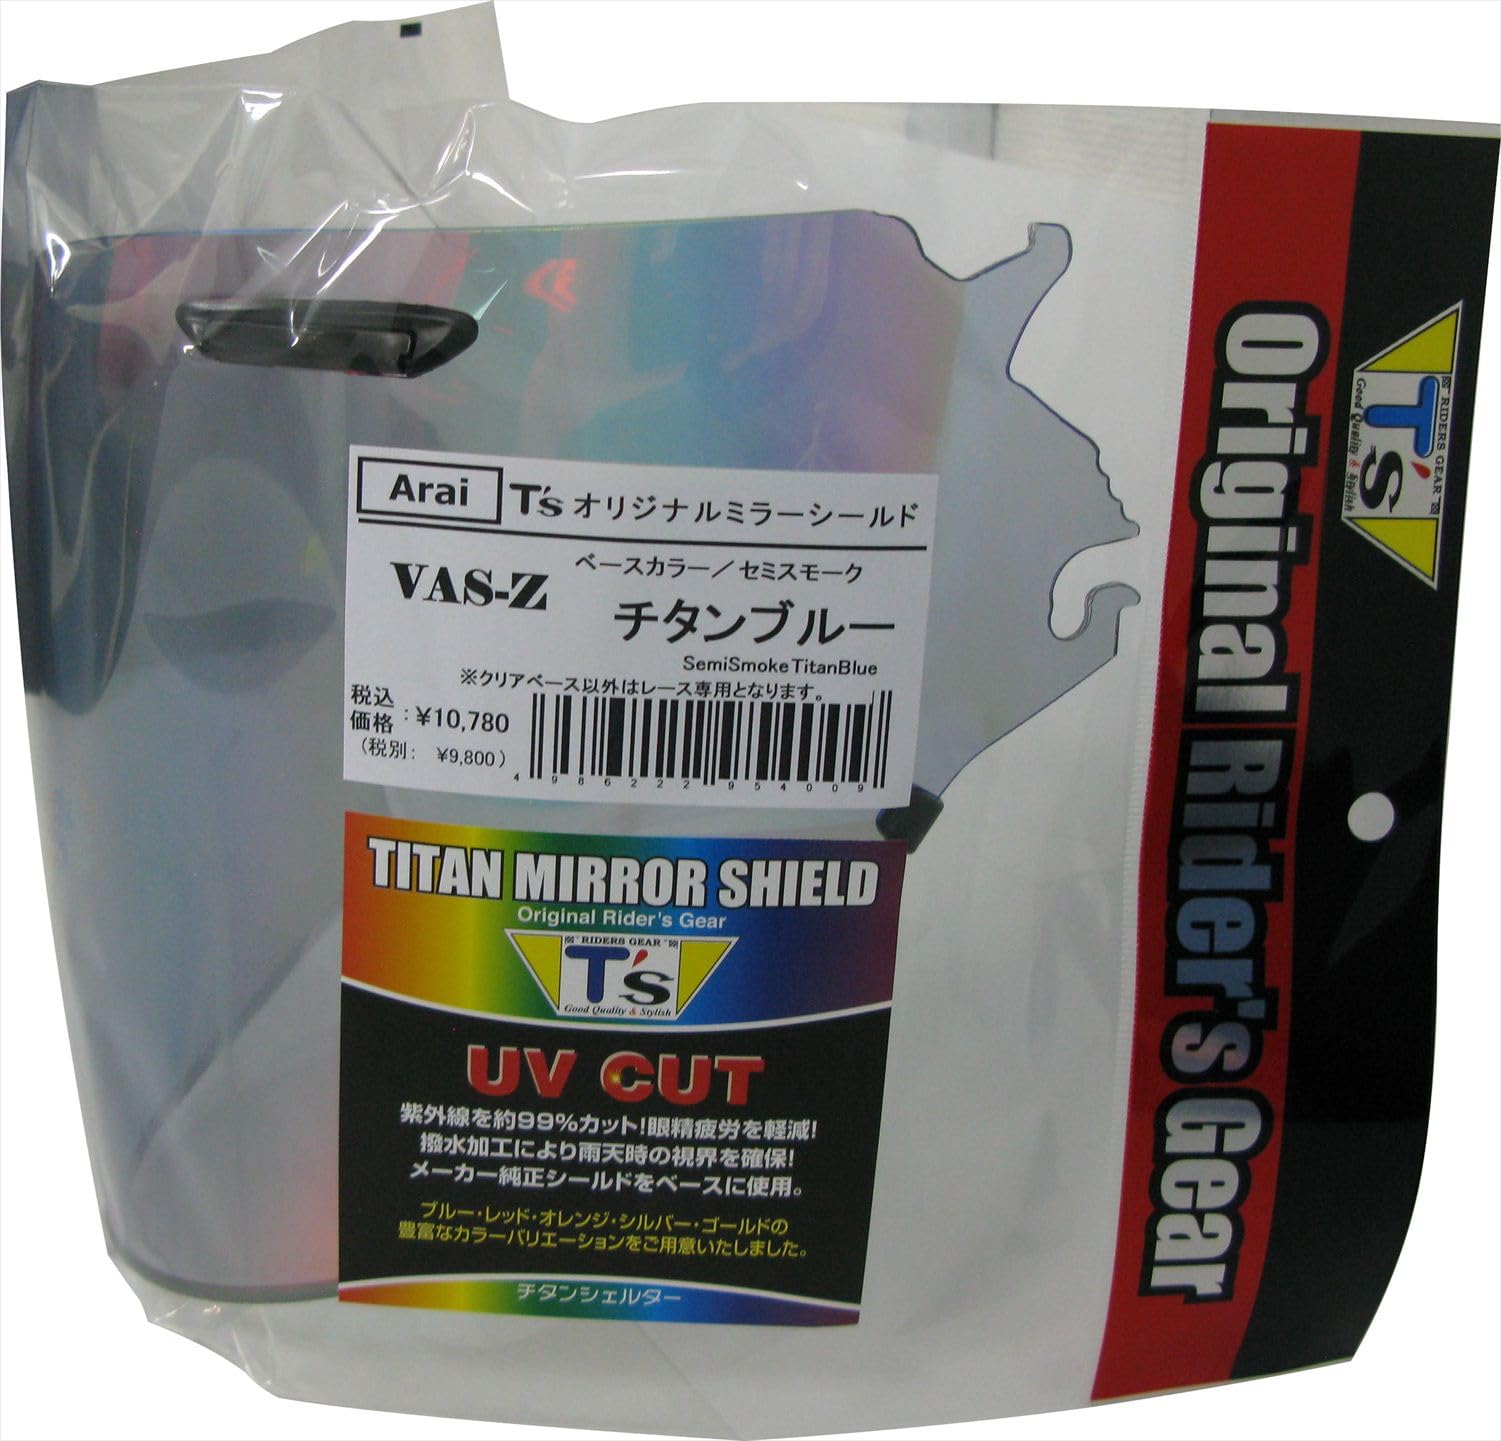 Arai T's オリジナルミラーシールド
ベースカラー／セミスモーク
VAS-Z チタンブルー
SemiSmokeTitanBlue
※クリアベース以外はレース専用となります。
税込
価格：¥10,780
（税別： ¥9,800）
4986222954009
TITAN MIRROR SHIELD
Original Rider's Gear
RIDERS GEAR
T's
Good Quality & Stylish
UV CUT
紫外線を約99%カット!眼精疲労を軽減!
撥水加工により雨天時の視界を確保!
メーカー純正シールドをベースに使用。
ブルー・レッド・オレンジ・シルバー・ゴールドの
豊富なカラーバリエーションをご用意いたしました。
チタンシェルター
Original Rider's Gear
RIDERS GEAR
T's
Good Quality & Stylish